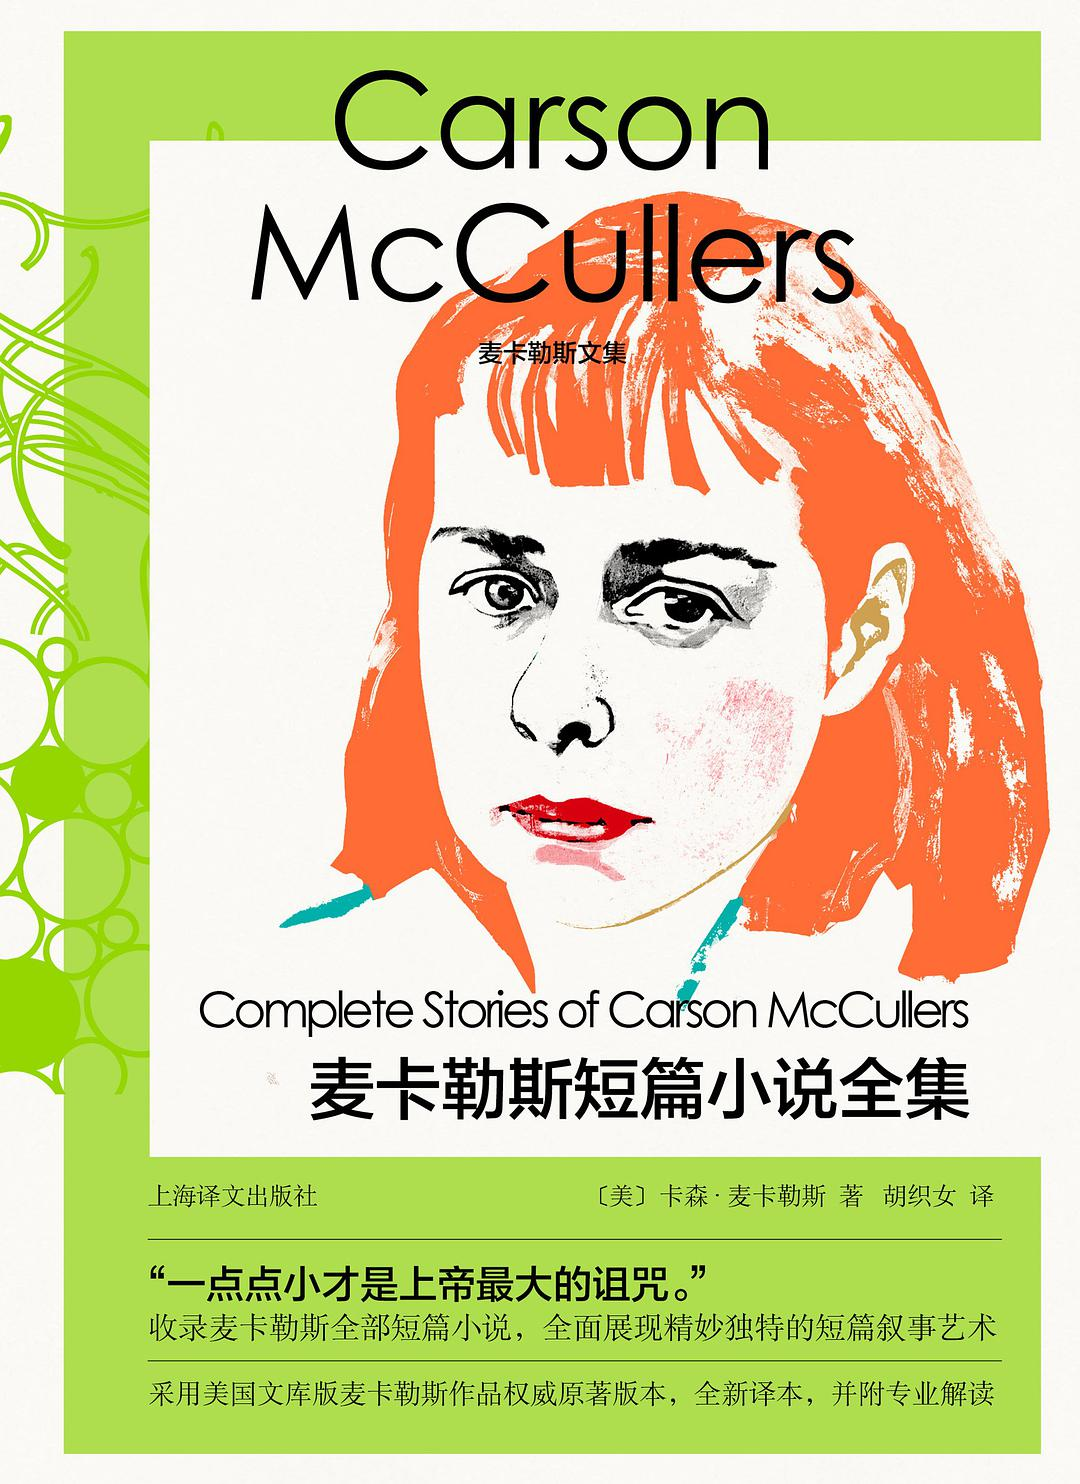 Carson
McCullers
麦卡勒斯文集
Complete Stories of Carson McCullers
麦卡勒斯短篇小说全集
上海译文出版社 〔美〕卡森·麦卡勒斯 著 胡织女 译
“一点点小才是上帝最大的诅咒。”
收录麦卡勒斯全部短篇小说，全面展现精妙独特的短篇叙事艺术
采用美国文库版麦卡勒斯作品权威原著版本，全新译本，并附专业解读